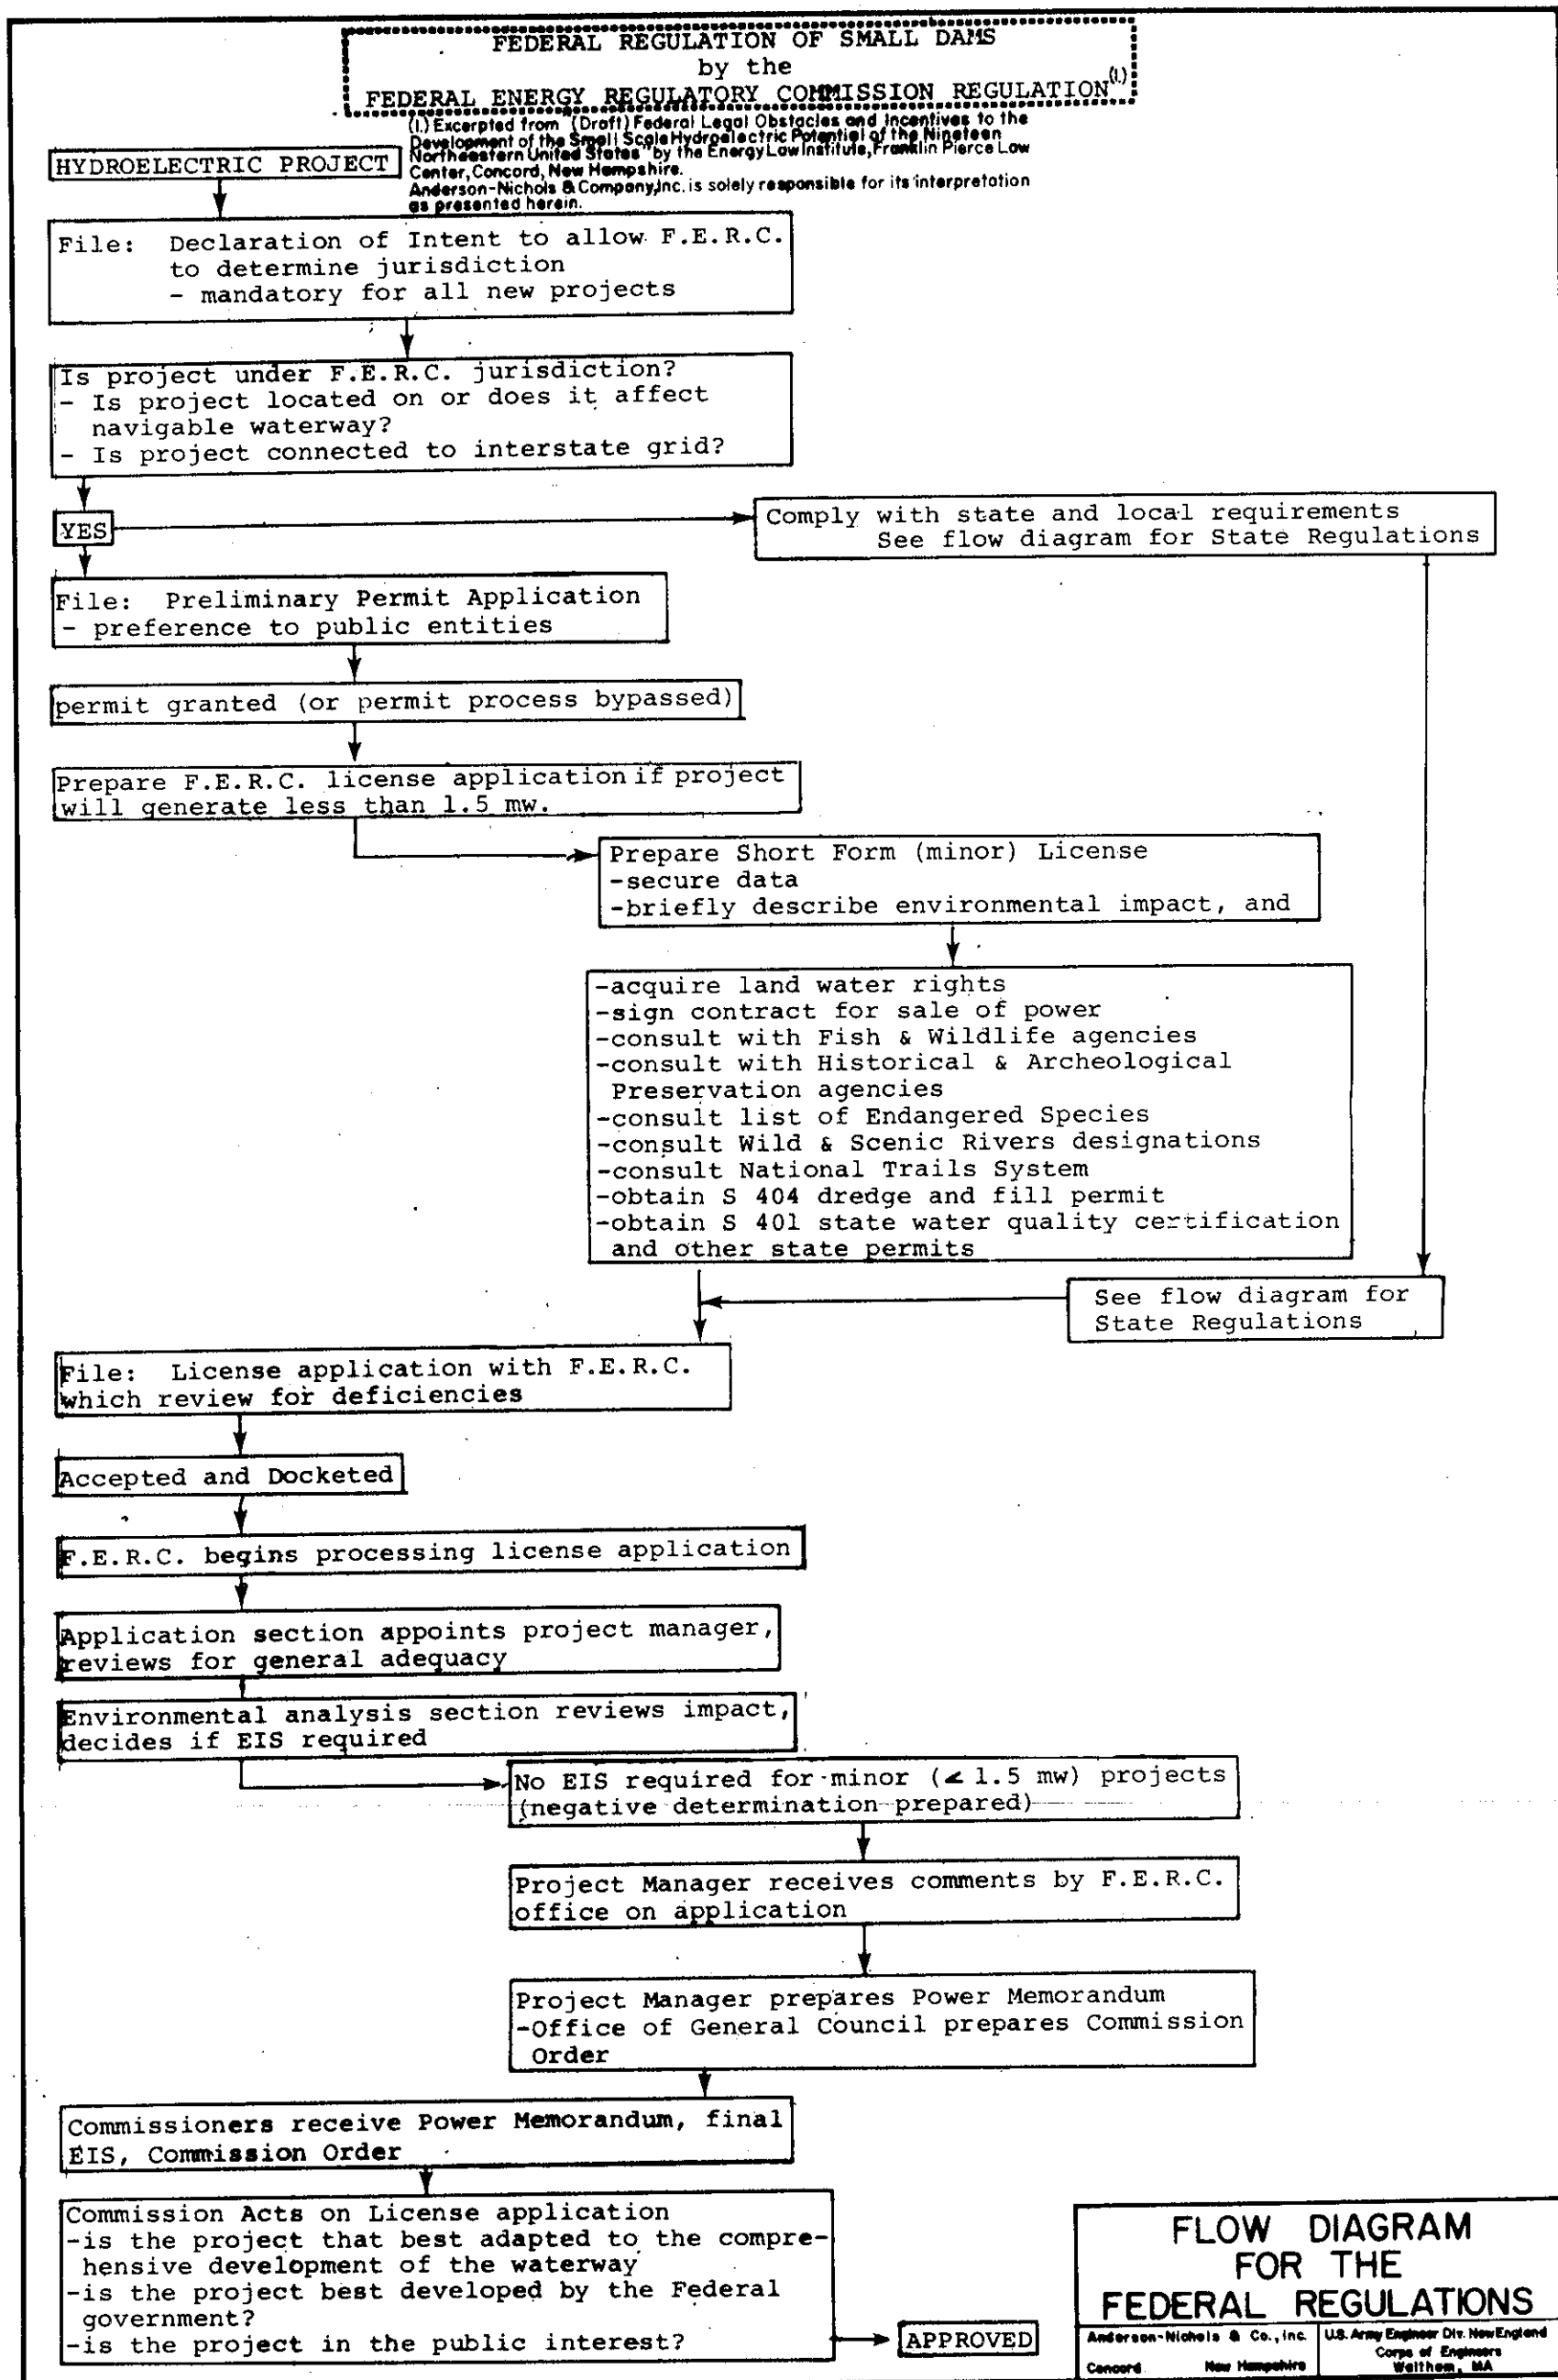 FEDERAL REGULATION OF SMALL DAMS
by the
FEDERAL ENERGY REGULATORY COMMISSION REGULATION (1.)
(1.) Excerpted from "(Draft) Federal Legal Obstacles and Incentives to the
Development of the Small Scale Hydroelectric Potential of the Nineteen
Northeastern United States" by the Energy Law Institute, Franklin Pierce Law
Center, Concord, New Hampshire.
Anderson-Nichols & Company, Inc. is solely responsible for its interpretation
as presented herein.
HYDROELECTRIC PROJECT
File: Declaration of Intent to allow F.E.R.C.
to determine jurisdiction
- mandatory for all new projects
Is project under F.E.R.C. jurisdiction?
- Is project located on or does it affect
navigable waterway?
- Is project connected to interstate grid?
YES
Comply with state and local requirements
See flow diagram for State Regulations
File: Preliminary Permit Application
- preference to public entities
permit granted (or permit process bypassed)
Prepare F.E.R.C. license application if project
will generate less than 1.5 mw.
Prepare Short Form (minor) License
-secure data
-briefly describe environmental impact, and
-acquire land water rights
-sign contract for sale of power
-consult with Fish & Wildlife agencies
-consult with Historical & Archeological
Preservation agencies
-consult list of Endangered Species
-consult Wild & Scenic Rivers designations
-consult National Trails System
-obtain S 404 dredge and fill permit
-obtain S 401 state water quality certification
and other state permits
See flow diagram for
State Regulations
File: License application with F.E.R.C.
which review for deficiencies
Accepted and Docketed
F.E.R.C. begins processing license application
Application section appoints project manager,
reviews for general adequacy
Environmental analysis section reviews impact,
decides if EIS required
No EIS required for minor (< 1.5 mw) projects
(negative determination prepared)
Project Manager receives comments by F.E.R.C.
office on application
Project Manager prepares Power Memorandum
-Office of General Council prepares Commission
Order
Commissioners receive Power Memorandum, final
EIS, Commission Order
Commission Acts on License application
-is the project that best adapted to the compre-
hensive development of the waterway
-is the project best developed by the Federal
government?
-is the project in the public interest?
APPROVED
FLOW DIAGRAM
FOR THE
FEDERAL REGULATIONS
Anderson-Nichols & Co., Inc.
Concord New Hampshire
U.S. Army Engineer Div. New England
Corps of Engineers
Waltham, MA